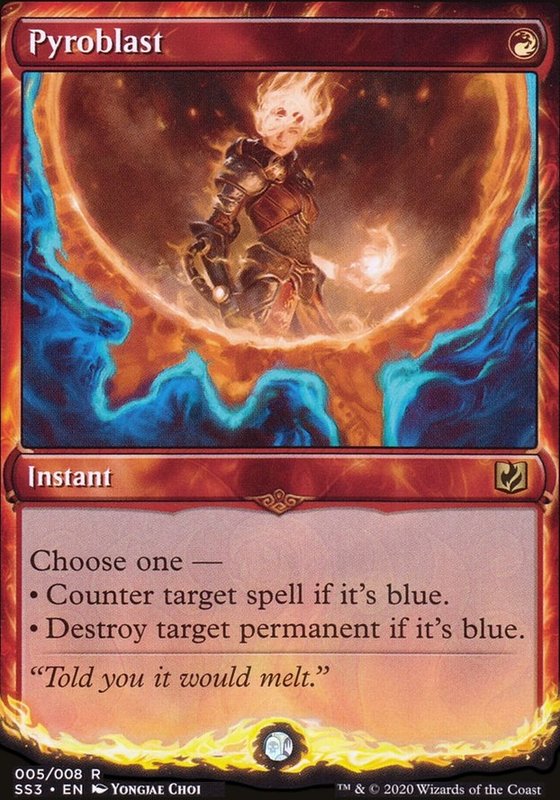 Pyroblast
Instant
Choose one —
• Counter target spell if it's blue.
• Destroy target permanent if it's blue.
“Told you it would melt.”
005/008 R
SS3 • EN Yongjae Choi
™ & © 2020 Wizards of the Coast